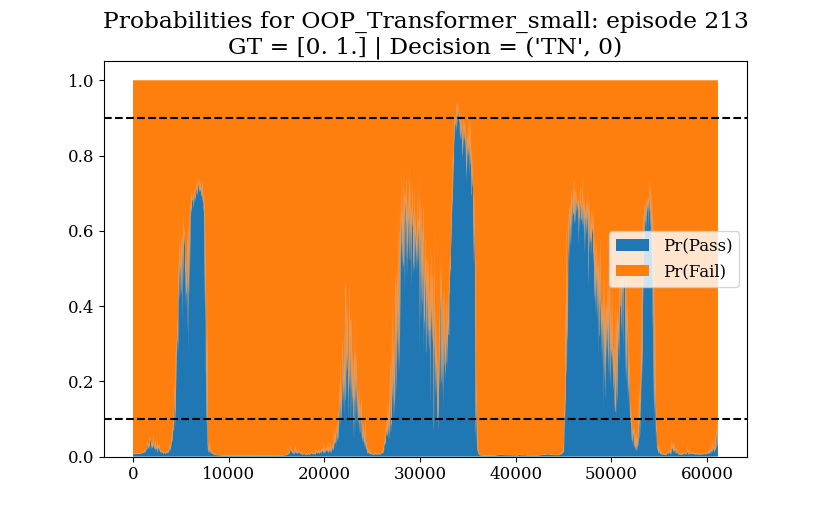 Probabilities for OOP_Transformer_small: episode 213
GT = [0. 1.] | Decision = ('TN', 0)
1.0
0.8
0.6
0.4
0.2
0.0
Pr(Pass)
Pr(Fail)
0 10000 20000 30000 40000 50000 60000